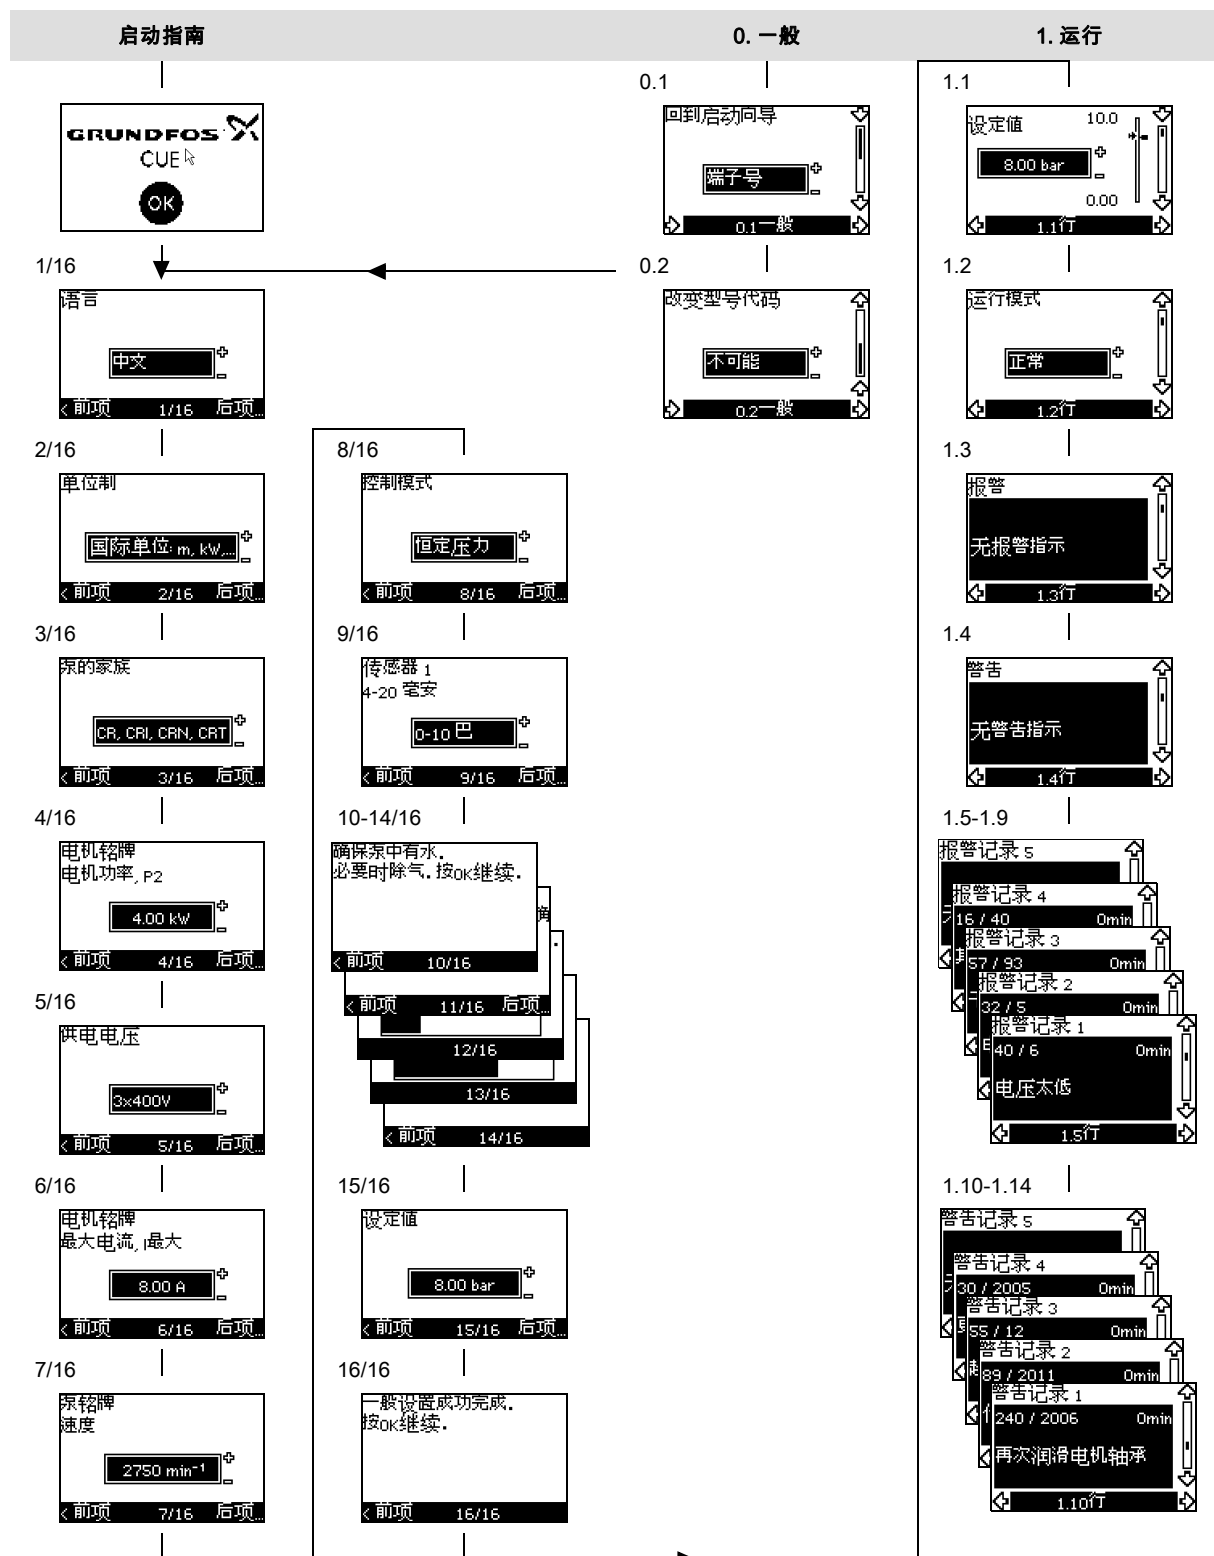 启动指南
0. 一般
1. 运行
GRUNDFOS
CUE
OK
1/16
语言
中文
<前项 1/16 后项...
2/16
单位制
国际单位: m, kW,...
<前项 2/16 后项...
3/16
泵的家族
CR, CRI, CRN, CRT
<前项 3/16 后项...
4/16
电机铭牌
电机功率, P2
4.00 kW
<前项 4/16 后项...
5/16
供电电压
3x400V
<前项 5/16 后项...
6/16
电机铭牌
最大电流, I最大
8.00 A
<前项 6/16 后项...
7/16
泵铭牌
速度
2750 min⁻¹
<前项 7/16 后项...
8/16
控制模式
恒定压力
<前项 8/16 后项...
9/16
传感器 1
4-20 毫安
0-10 巴
<前项 9/16 后项...
10-14/16
确保泵中有水.
必要时除气. 按OK继续.
<前项 10/16
<前项 11/16 后项...
12/16
13/16
<前项 14/16
15/16
设定值
8.00 bar
<前项 15/16 后项...
16/16
一般设置成功完成.
按OK继续.
<前项 16/16
0.1
回到启动向导
端子号
0.1一般
0.2
改变型号代码
不可能
0.2一般
1.1
设定值
10.0
8.00 bar
0.00
1.1行
1.2
运行模式
正常
1.2行
1.3
报警
无报警指示
1.3行
1.4
警告
无警告指示
1.4行
1.5-1.9
报警记录 5
报警记录 4
16 / 40 0min
报警记录 3
57 / 93 0min
报警记录 2
32 / 5 0min
报警记录 1
40 / 6 0min
电压太低
1.5行
1.10-1.14
警告记录 5
警告记录 4
30 / 2005 0min
警告记录 3
55 / 12 0min
警告记录 2
89 / 2011 0min
警告记录 1
240 / 2006 0min
再次润滑电机轴承
1.10行